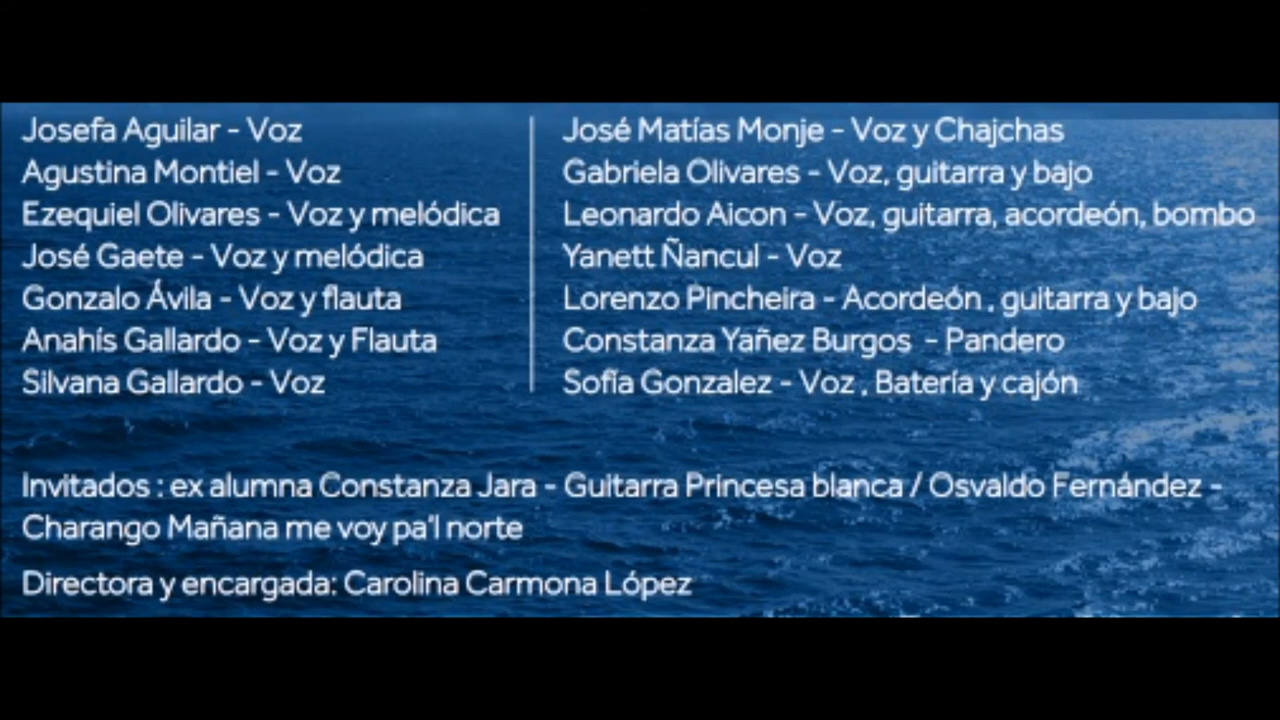 Josefa Aguilar - Voz
Agustina Montiel - Voz
Ezequiel Olivares - Voz y melódica
José Gaete - Voz y melódica
Gonzalo Ávila - Voz y flauta
Anahís Gallardo - Voz y Flauta
Silvana Gallardo - Voz
José Matías Monje - Voz y Chajchas
Gabriela Olivares - Voz, guitarra y bajo
Leonardo Aicon - Voz, guitarra, acordeón, bombo
Yanett Ñancul - Voz
Lorenzo Pincheira - Acordeón , guitarra y bajo
Constanza Yañez Burgos - Pandero
Sofía Gonzalez - Voz , Batería y cajón
Invitados : ex alumna Constanza Jara - Guitarra Princesa blanca / Osvaldo Fernández -
Charango Mañana me voy pa'l norte
Directora y encargada: Carolina Carmona López